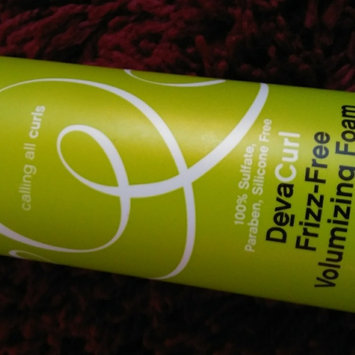 calling all curls
100% Sulfate,
Paraben, Silicone Free
DevaCurl
Frizz-Free
Volumizing Foam